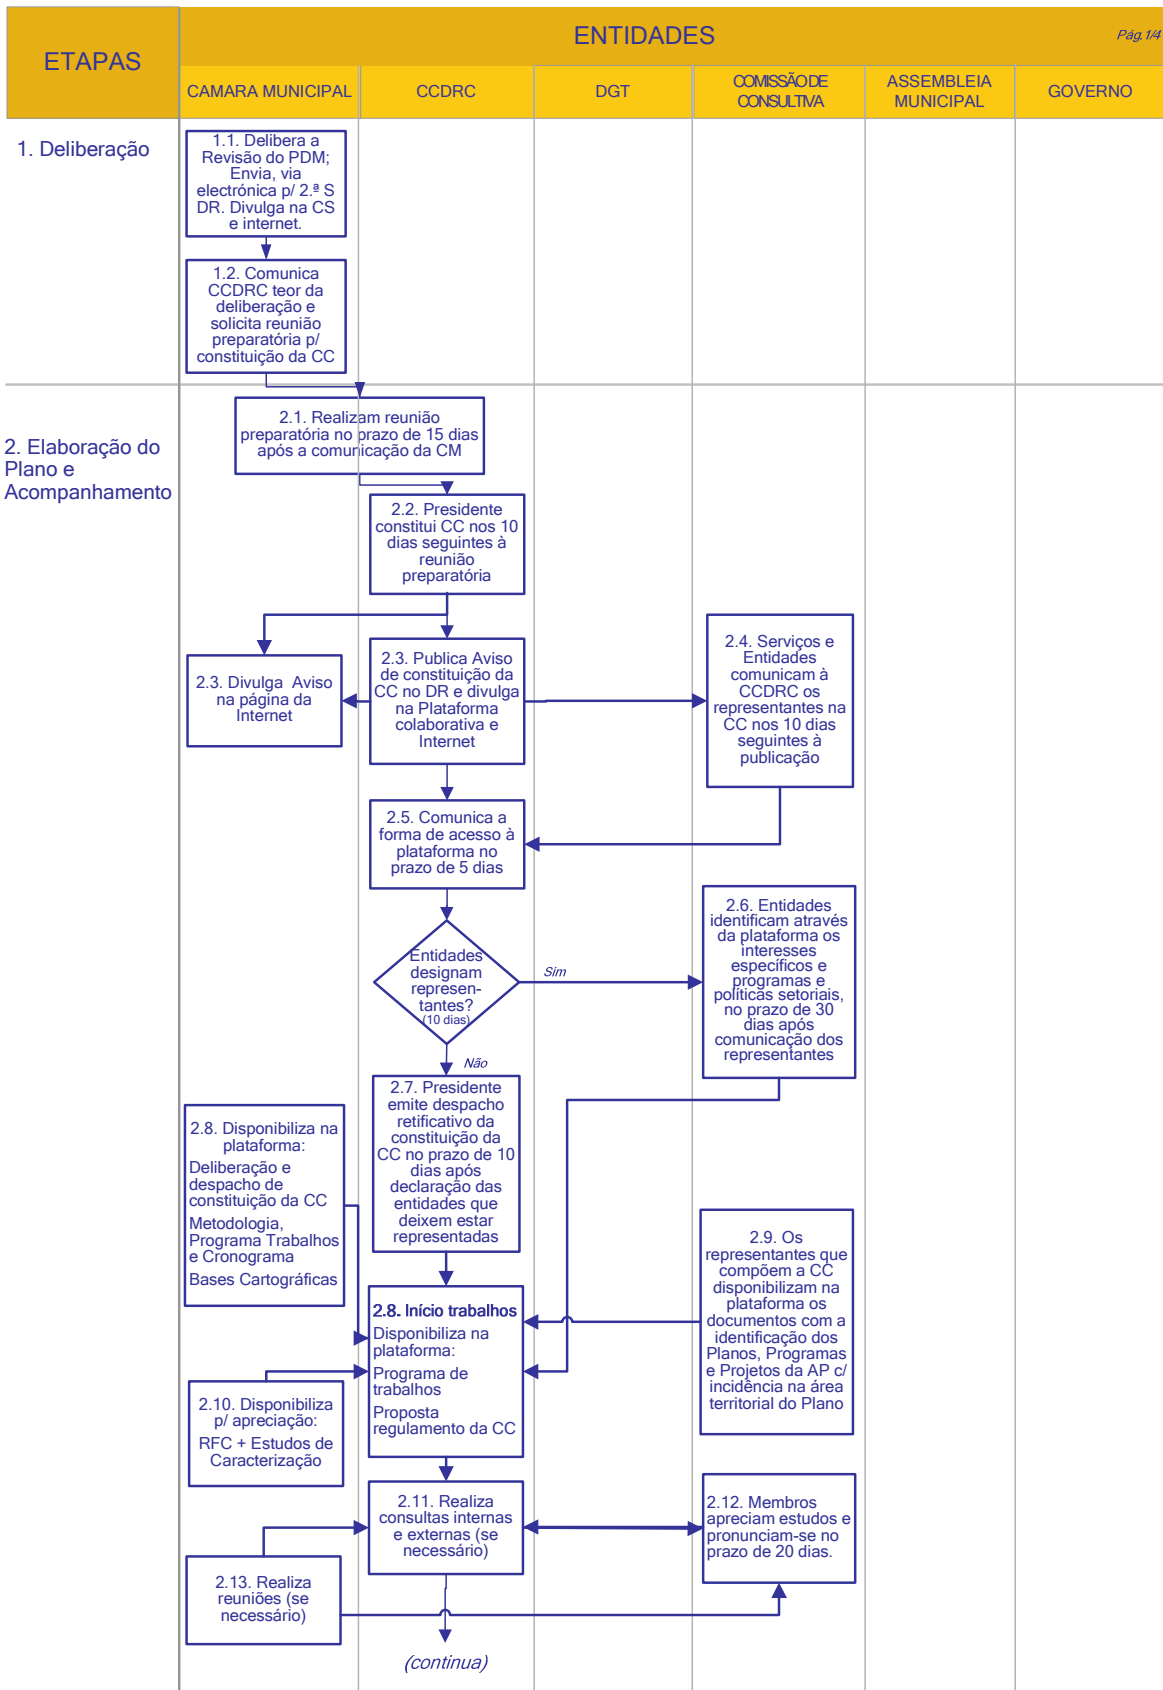 ENTIDADES
Pág.1/4
ETAPAS
CAMARA MUNICIPAL
CCDRC
DGT
COMISSÃO DE
CONSULTIVA
ASSEMBLEIA
MUNICIPAL
GOVERNO
1. Deliberação
1.1. Delibera a
Revisão do PDM;
Envia, via
electrónica p/ 2.ª S
DR. Divulga na CS
e internet.
1.2. Comunica
CCDRC teor da
deliberação e
solicita reunião
preparatória p/
constituição da CC
2. Elaboração do
Plano e
Acompanhamento
2.1. Realizam reunião
preparatória no prazo de 15 dias
após a comunicação da CM
2.2. Presidente
constitui CC nos 10
dias seguintes à
reunião
preparatória
2.3. Divulga  Aviso
na página da
Internet
2.3. Publica Aviso
de constituição da
CC no DR e divulga
na Plataforma
colaborativa e
Internet
2.4. Serviços e
Entidades
comunicam à
CCDRC os
representantes na
CC nos 10 dias
seguintes à
publicação
2.5. Comunica a
forma de acesso à
plataforma no
prazo de 5 dias
Entidades
designam
represen-
tantes?
(10 dias)
Sim
Não
2.6. Entidades
identificam através
da plataforma os
interesses
específicos e
programas e
políticas setoriais,
no prazo de 30
dias após
comunicação dos
representantes
2.7. Presidente
emite despacho
retificativo da
constituição da
CC no prazo de 10
dias após
declaração das
entidades que
deixem estar
representadas
2.8. Disponibiliza na
plataforma:
Deliberação e
despacho de
constituição da CC
Metodologia,
Programa Trabalhos
e Cronograma
Bases Cartográficas
2.8. Início trabalhos
Disponibiliza na
plataforma:
Programa de
trabalhos
Proposta
regulamento da CC
2.9. Os
representantes que
compõem a CC
disponibilizam na
plataforma os
documentos com a
identificação dos
Planos, Programas
e Projetos da AP c/
incidência na área
territorial do Plano
2.10. Disponibiliza
p/ apreciação:
RFC + Estudos de
Caracterização
2.11. Realiza
consultas internas
e externas (se
necessário)
2.12. Membros
apreciam estudos e
pronunciam-se no
prazo de 20 dias.
2.13. Realiza
reuniões (se
necessário)
(continua)